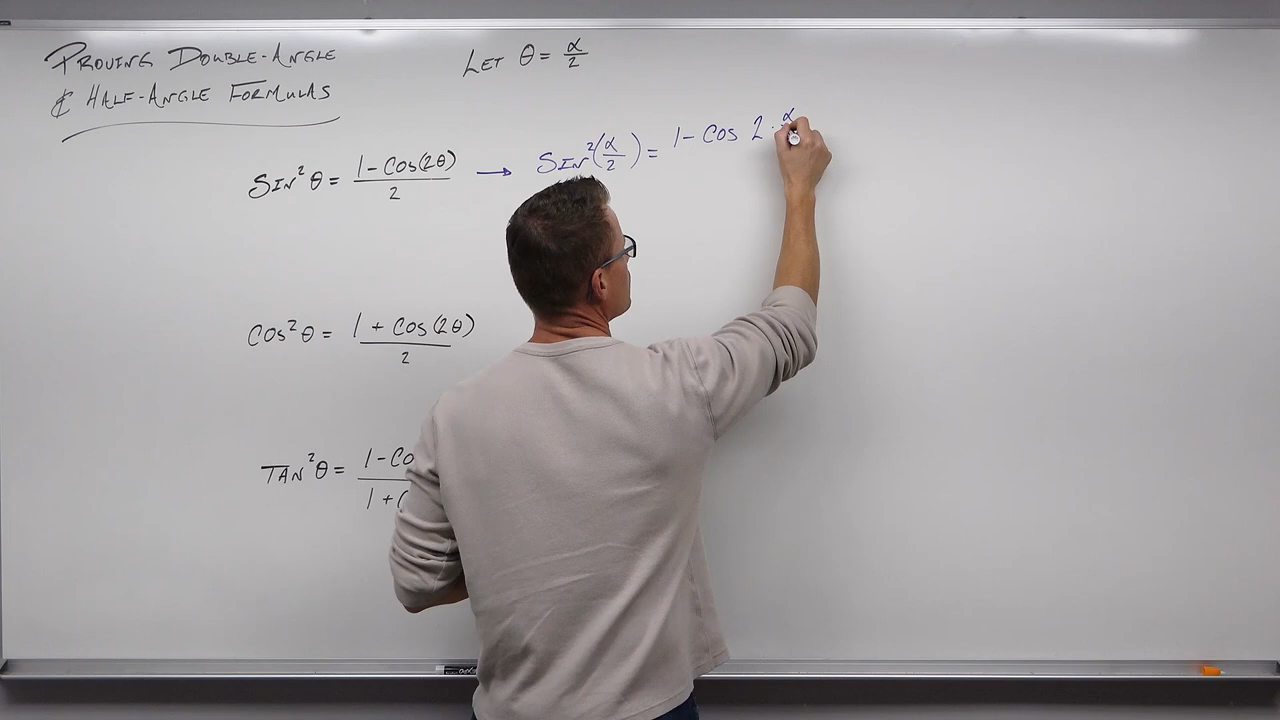 PROVING DOUBLE-ANGLE
& HALF-ANGLE FORMULAS
LET θ = α/2
SIN²θ = (1 - COS(2θ))/2 → SIN²(α/2) = 1 - COS 2 · α
COS²θ = (1 + COS(2θ))/2
TAN²θ = 1 - CO
1 + C